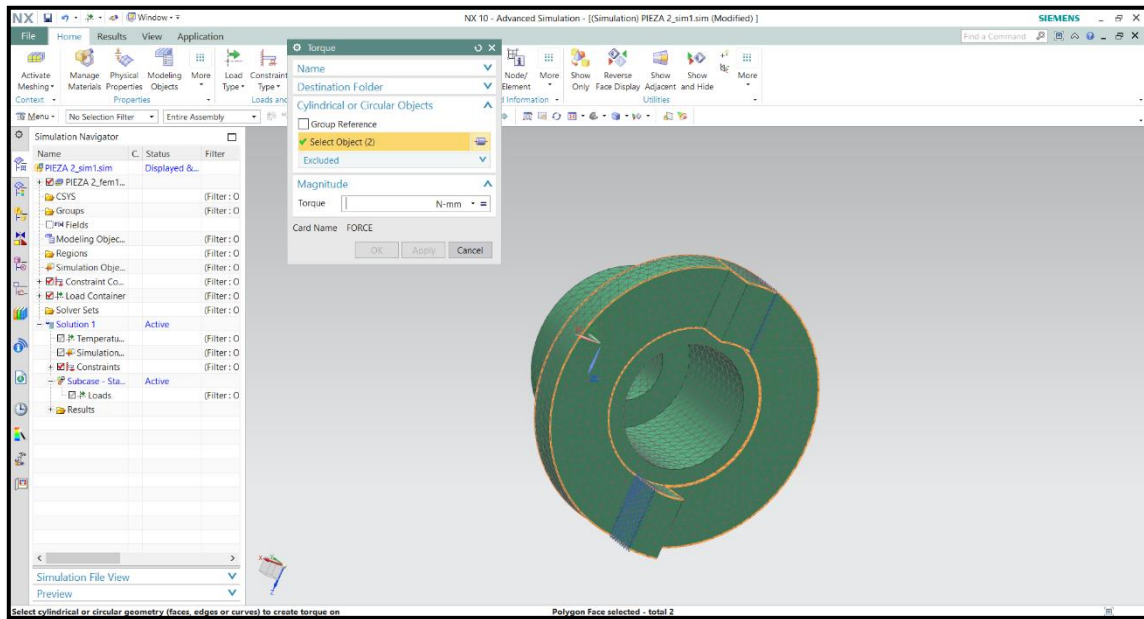 NX Window NX 10 - Advanced Simulation - [(Simulation) PIEZA 2_sim1.sim (Modified) ] SIEMENS
File Home Results View Application Find a Command
Activate Meshing
Manage Materials
Physical Properties
Modeling Objects
More
Load Type
Constraint Type
Node/ Element
More
Show Only
Reverse Face Display
Show Adjacent
Show and Hide
More
Context Properties Loads and Information Utilities
Menu No Selection Filter Entire Assembly
Simulation Navigator
Name C. Status Filter
PIEZA 2_sim1.sim Displayed &...
PIEZA 2_fem1...
CSYS (Filter : O
Groups (Filter : O
Fields
Modeling Objec... (Filter : O
Regions (Filter : O
Simulation Obje... (Filter : O
Constraint Co... (Filter : O
Load Container (Filter : O
Solver Sets (Filter : O
Solution 1 Active
Temperatu... (Filter : O
Simulation... (Filter : O
Constraints (Filter : O
Subcase - Sta... Active
Loads (Filter : O
Results
Simulation File View
Preview
Torque
Name
Destination Folder
Cylindrical or Circular Objects
Group Reference
Select Object (2)
Excluded
Magnitude
Torque N-mm
Card Name FORCE
OK Apply Cancel
Select cylindrical or circular geometry (faces, edges or curves) to create torque on Polygon Face selected - total 2